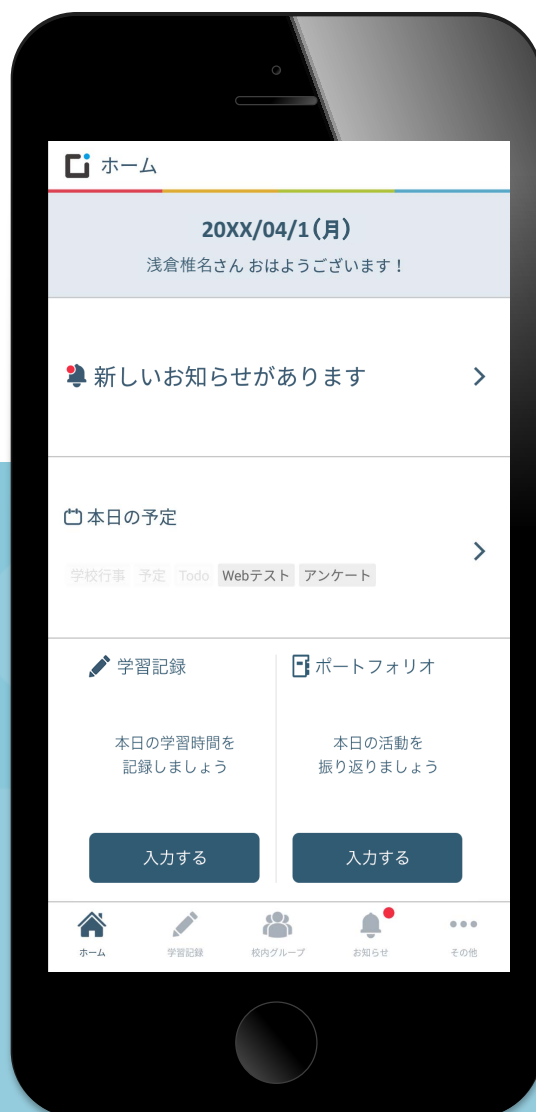 ホーム
20XX/04/1(月)
浅倉椎名さん おはようございます！
新しいお知らせがあります
本日の予定
学校行事 予定 Todo Webテスト アンケート
学習記録 ポートフォリオ
本日の学習時間を 本日の活動を
記録しましょう 振り返りましょう
入力する 入力する
ホーム 学習記録 校内グループ お知らせ その他